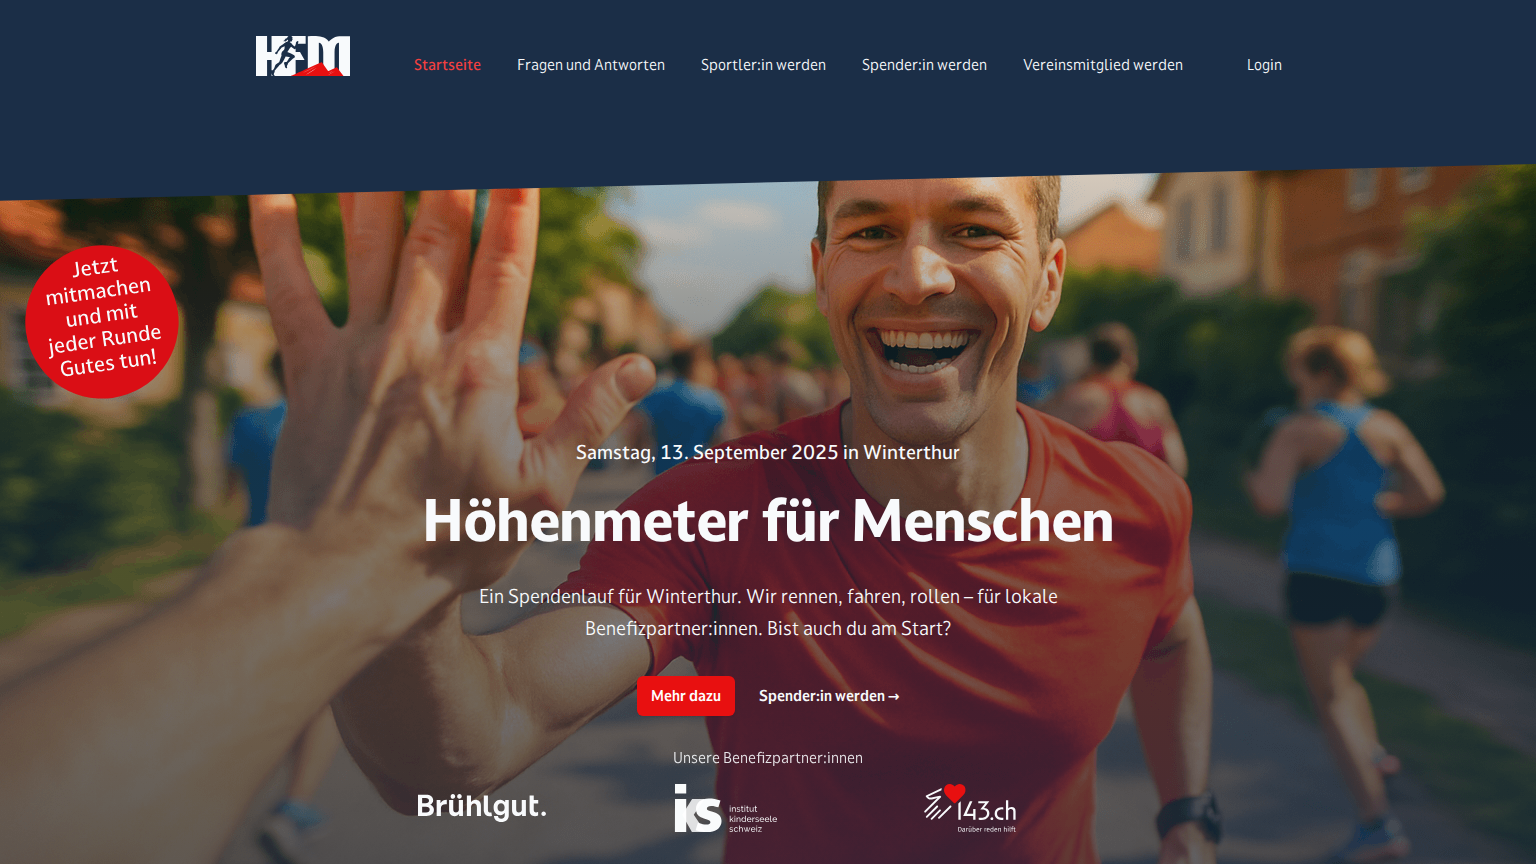 HFM
Startseite
Fragen und Antworten
Sportler:in werden
Spender:in werden
Vereinsmitglied werden
Login
Jetzt
mitmachen
und mit
jeder Runde
Gutes tun!
Samstag, 13. September 2025 in Winterthur
Höhenmeter für Menschen
Ein Spendenlauf für Winterthur. Wir rennen, fahren, rollen – für lokale
Benefizpartner:innen. Bist auch du am Start?
Mehr dazu
Spender:in werden →
Unsere Benefizpartner:innen
Brühlgut.
iks
institut
kinderseele
schweiz
143.ch
Darüber reden hilft